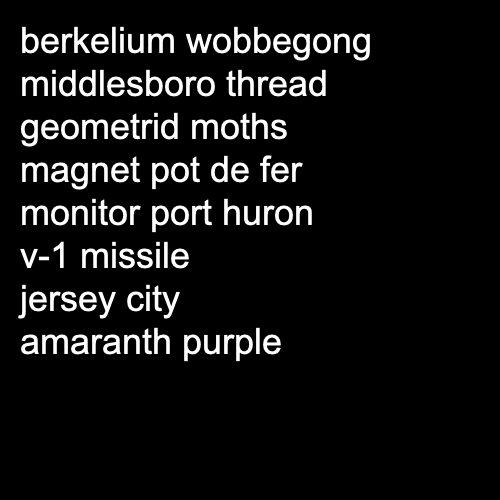 berkelium wobbegong
middlesboro thread
geometrid moths
magnet pot de fer
monitor port huron
v-1 missile
jersey city
amaranth purple